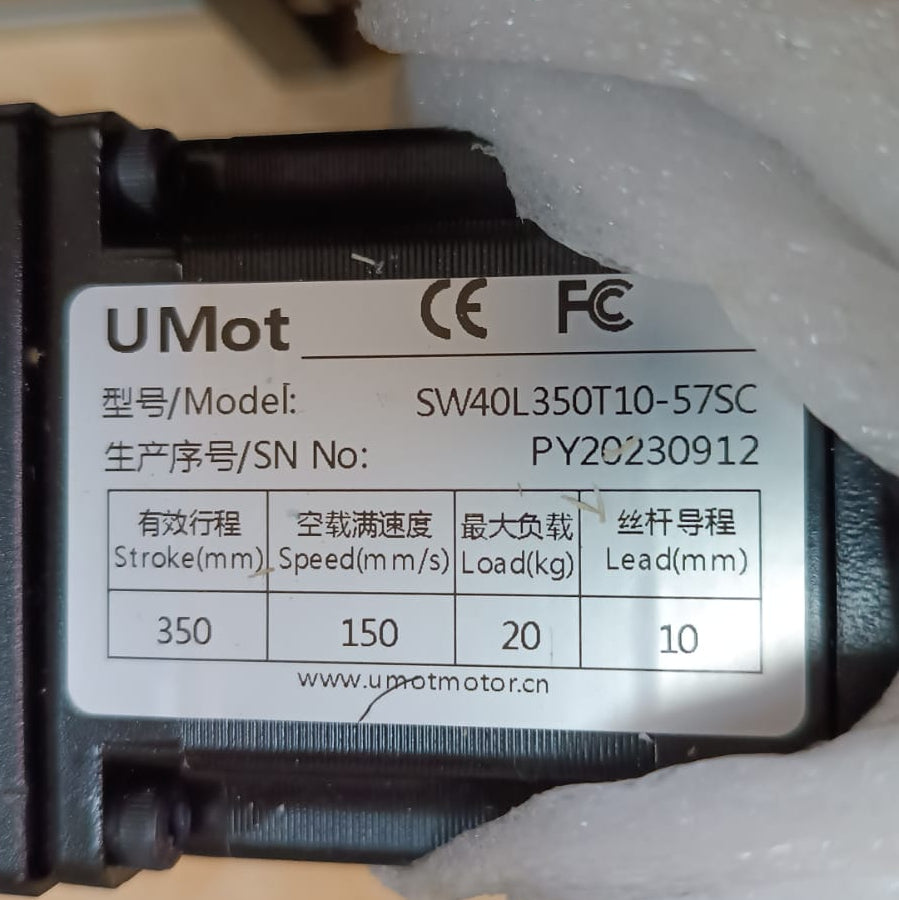 UMot CE FC
型号/Model: SW40L350T10-57SC
生产序号/SN No: PY20230912
有效行程 空载满速度 最大负载 丝杆导程
Stroke(mm) Speed(mm/s) Load(kg) Lead(mm)
350 150 20 10
www.umotmotor.cn